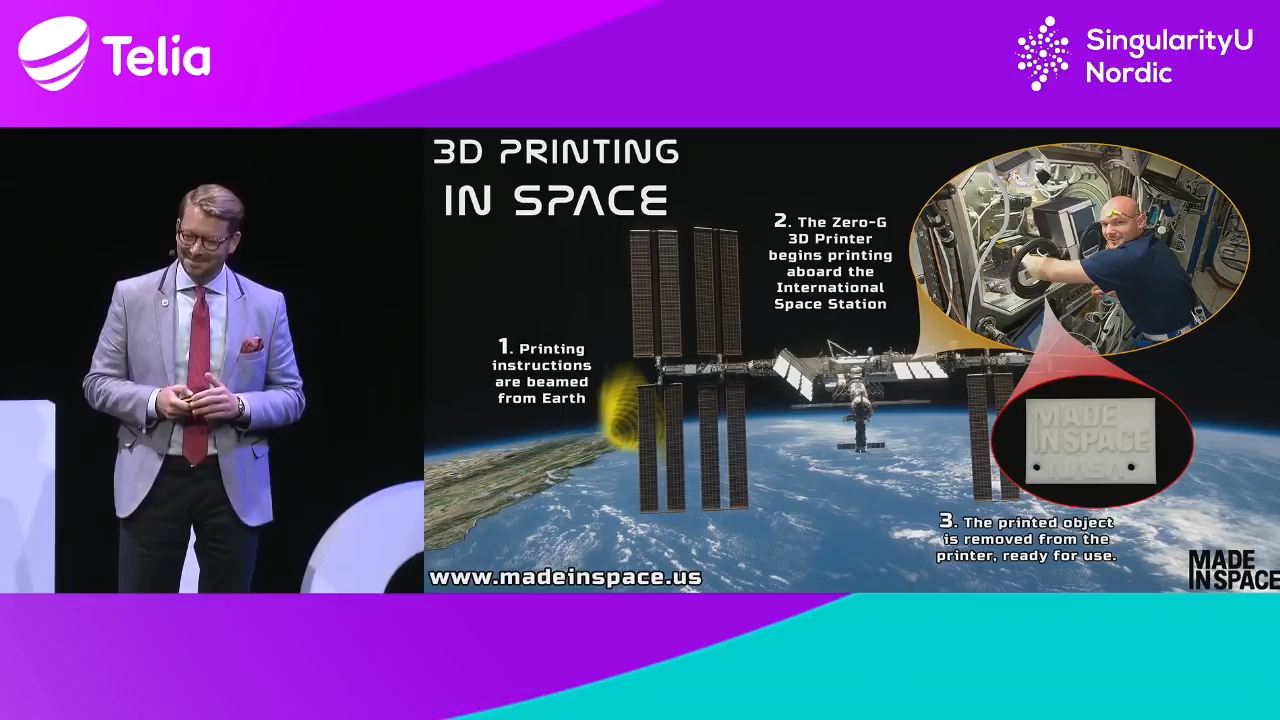 Telia
SingularityU
Nordic
3D PRINTING
IN SPACE
1. Printing
instructions
are beamed
from Earth
2. The Zero-G
3D Printer
begins printing
aboard the
International
Space Station
MADE
IN SPACE
NASA
3. The printed object
is removed from the
printer, ready for use.
www.madeinspace.us
MADE
IN SPACE